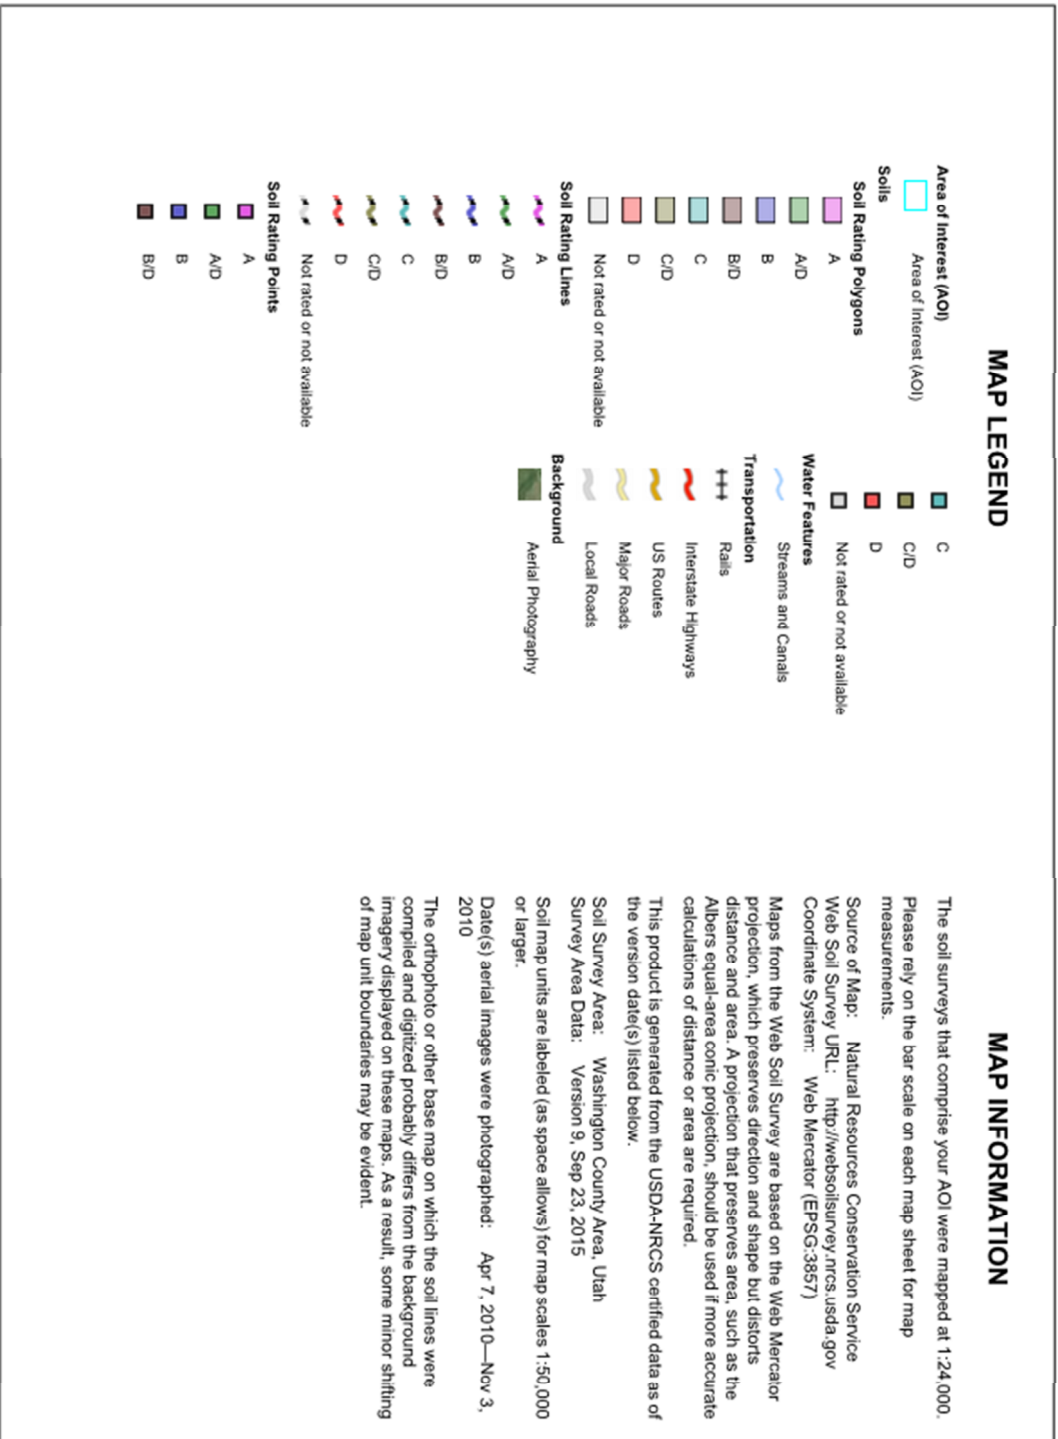 MAP LEGEND
Area of Interest (AOI)
Area of Interest (AOI)
Soils
Soil Rating Polygons
A
A/D
B
B/D
C
C/D
D
Not rated or not available
Soil Rating Lines
A
A/D
B
B/D
C
C/D
D
Not rated or not available
Soil Rating Points
A
A/D
B
B/D
C
C/D
D
Not rated or not available
Water Features
Streams and Canals
Transportation
Rails
Interstate Highways
US Routes
Major Roads
Local Roads
Background
Aerial Photography
MAP INFORMATION
The soil surveys that comprise your AOI were mapped at 1:24,000.
Please rely on the bar scale on each map sheet for map
measurements.
Source of Map: Natural Resources Conservation Service
Web Soil Survey URL: http://websoilsurvey.nrcs.usda.gov
Coordinate System: Web Mercator (EPSG:3857)
Maps from the Web Soil Survey are based on the Web Mercator
projection, which preserves direction and shape but distorts
distance and area. A projection that preserves area, such as the
Albers equal-area conic projection, should be used if more accurate
calculations of distance or area are required.
This product is generated from the USDA-NRCS certified data as of
the version date(s) listed below.
Soil Survey Area: Washington County Area, Utah
Survey Area Data: Version 9, Sep 23, 2015
Soil map units are labeled (as space allows) for map scales 1:50,000
or larger.
Date(s) aerial images were photographed: Apr 7, 2010—Nov 3,
2010
The orthophoto or other base map on which the soil lines were
compiled and digitized probably differs from the background
imagery displayed on these maps. As a result, some minor shifting
of map unit boundaries may be evident.